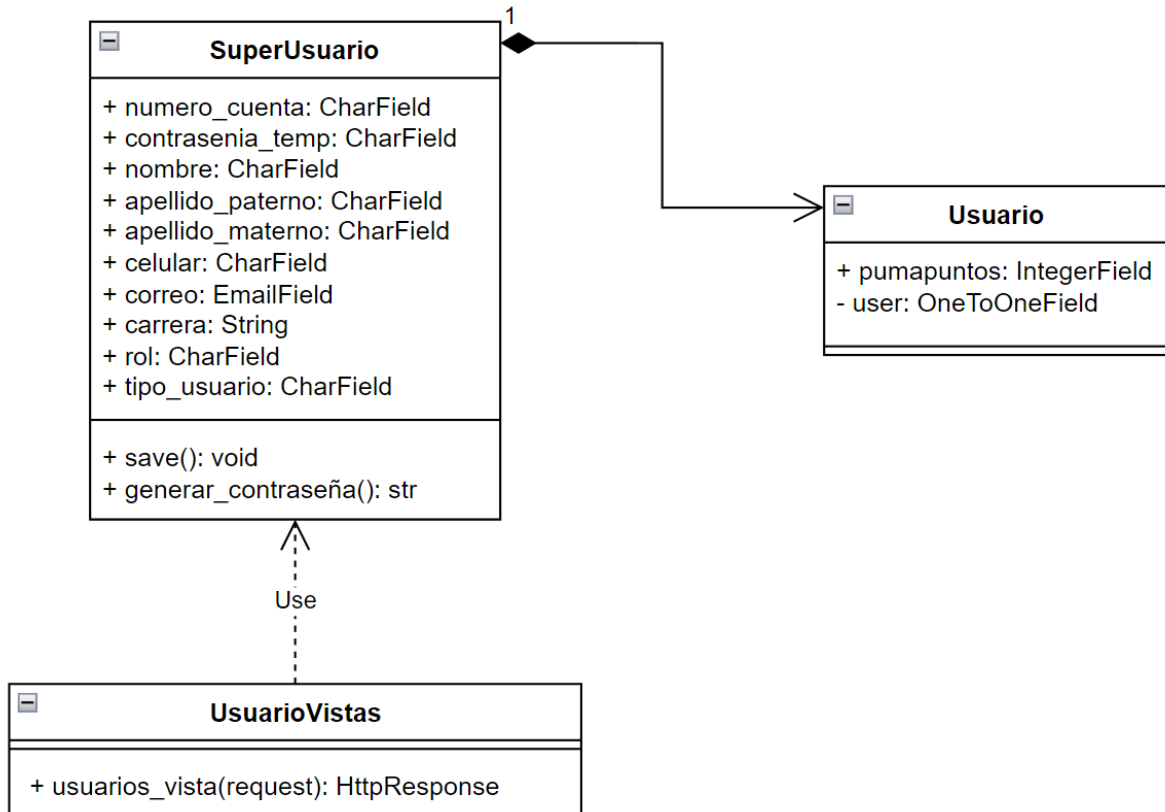 1
SuperUsuario
+ numero_cuenta: CharField
+ contrasenia_temp: CharField
+ nombre: CharField
+ apellido_paterno: CharField
+ apellido_materno: CharField
+ celular: CharField
+ correo: EmailField
+ carrera: String
+ rol: CharField
+ tipo_usuario: CharField
+ save(): void
+ generar_contraseña(): str
Usuario
+ pumapuntos: IntegerField
- user: OneToOneField
Use
UsuarioVistas
+ usuarios_vista(request): HttpResponse